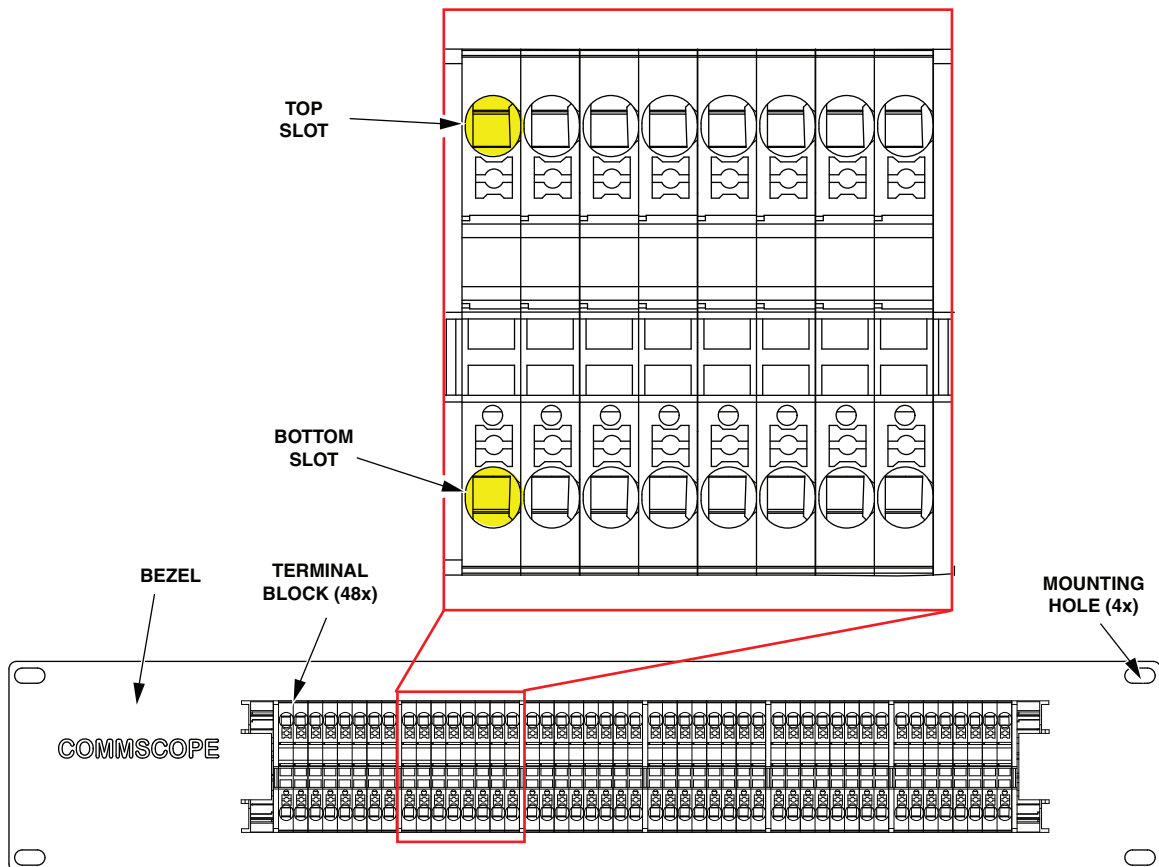 TOP
SLOT
BOTTOM
SLOT
BEZEL
TERMINAL
BLOCK (48x)
MOUNTING
HOLE (4x)
COMMSCOPE